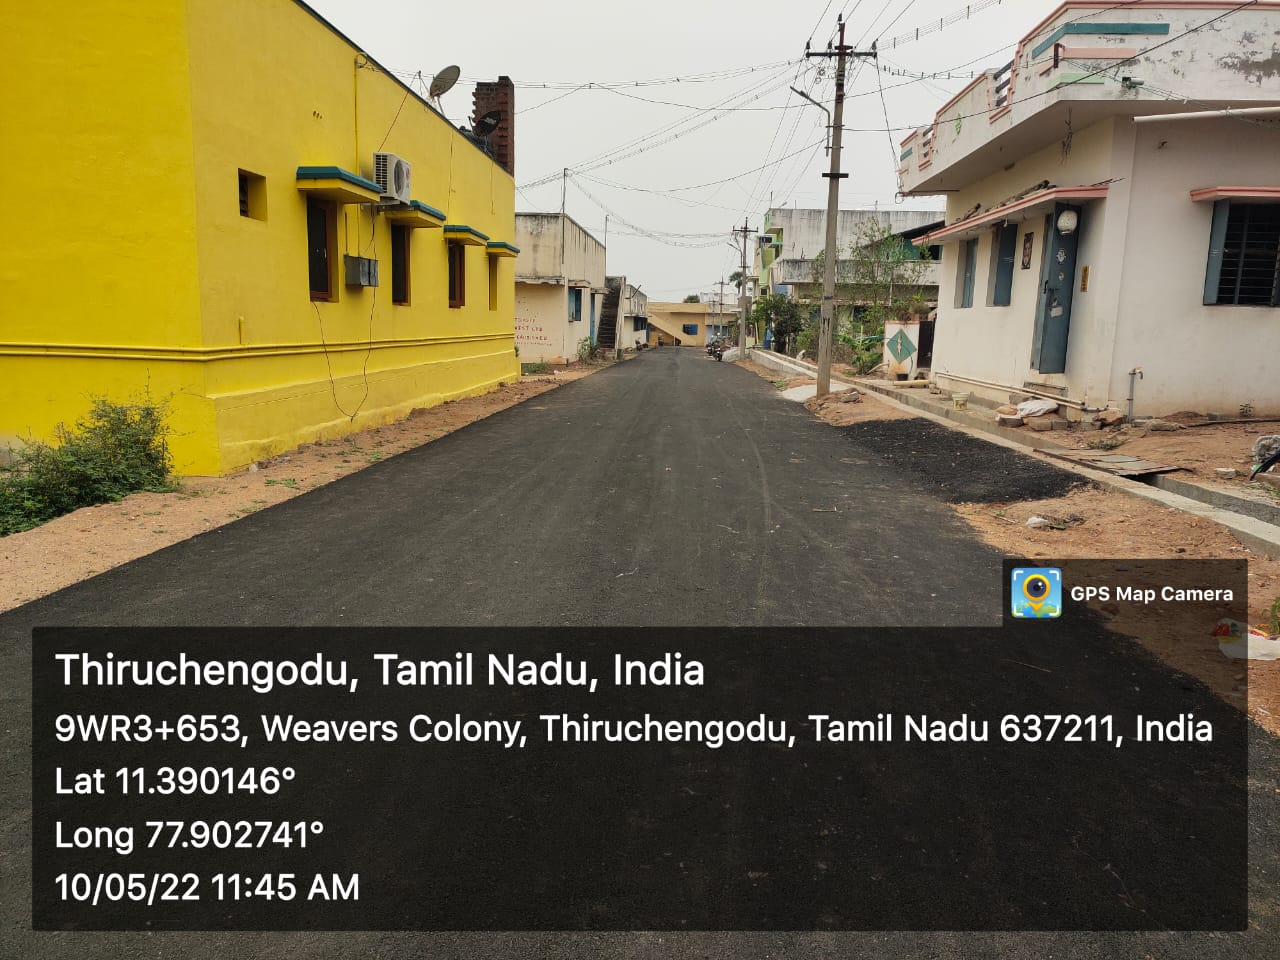 GPS Map Camera
Thiruchengodu, Tamil Nadu, India
9WR3+653, Weavers Colony, Thiruchengodu, Tamil Nadu 637211, India
Lat 11.390146°
Long 77.902741°
10/05/22 11:45 AM